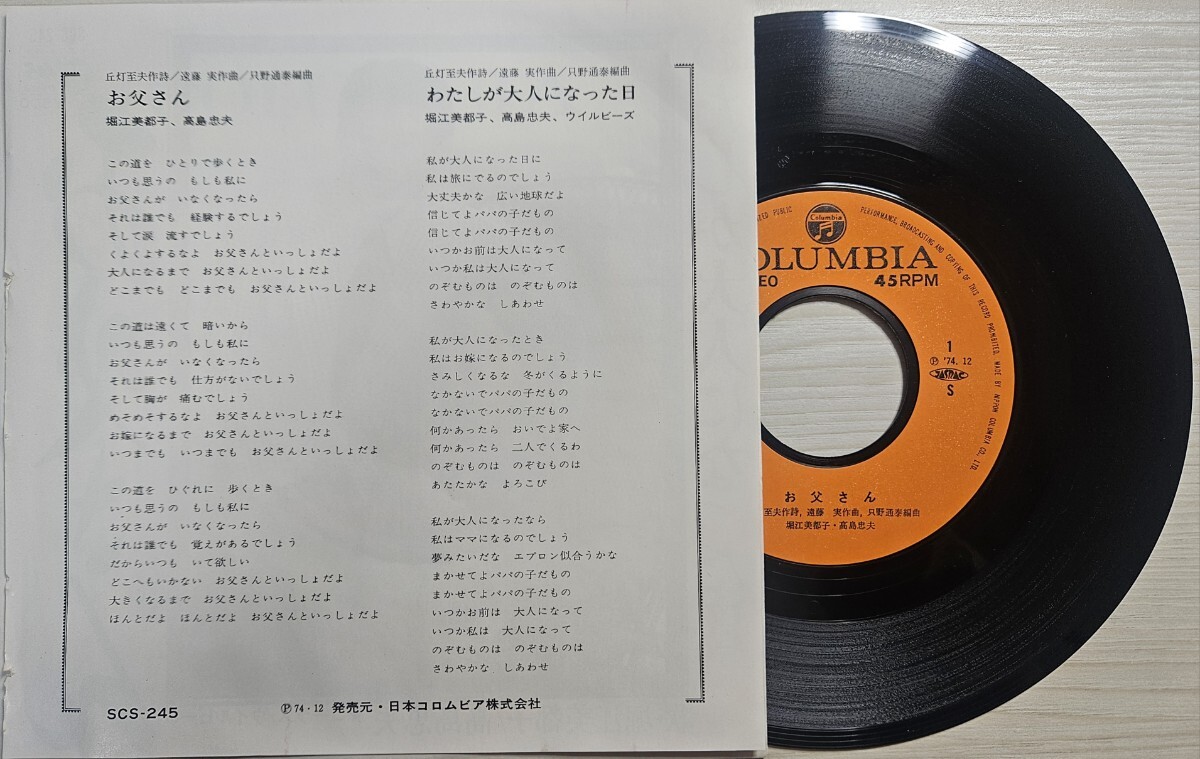 丘灯至夫作詩/遠藤 実作曲/只野通泰編曲
お父さん
堀江美都子、高島忠夫
この道を ひとりで歩くとき
いつも思うの もしも私に
お父さんが いなくなったら
それは誰でも 経験するでしょう
そして涙 流すでしょう
くよくよするなよ お父さんといっしょだよ
大人になるまで お父さんといっしょだよ
どこまでも どこまでも お父さんといっしょだよ
この道は遠くて 暗いから
いつも思うの もしも私に
お父さんが いなくなったら
それは誰でも 仕方がないでしょう
そして胸が 痛むでしょう
めそめそするなよ お父さんといっしょだよ
お嫁になるまで お父さんといっしょだよ
いつまでも いつまでも お父さんといっしょだよ
この道を ひぐれに 歩くとき
いつも思うの もしも私に
お父さんが いなくなったら
それは誰でも 覚えがあるでしょう
だからいつも いて欲しい
どこへもいかない お父さんといっしょだよ
大きくなるまで お父さんといっしょだよ
ほんとだよ ほんとだよ お父さんといっしょだよ
丘灯至夫作詩/遠藤 実作曲/只野通泰編曲
わたしが大人になった日
堀江美都子、高島忠夫、ウイルビーズ
私が大人になった日に
私は旅にでるのでしょう
大丈夫かな 広い地球だよ
信じてよパパの子だもの
信じてよパパの子だもの
いつかお前は大人になって
いつか私は大人になって
のぞむものは のぞむものは
さわやかな しあわせ
私が大人になったとき
私はお嫁になるのでしょう
さみしくなるな 冬がくるように
なかないでパパの子だもの
なかないでパパの子だもの
何かあったら おいでよ家へ
何かあったら 二人でくるわ
のぞむものは のぞむものは
あたたかな よろこび
私が大人になったなら
私はママになるのでしょう
夢みたいだな エプロン似合うかな
まかせてよパパの子だもの
まかせてよパパの子だもの
いつかお前は 大人になって
いつか私は 大人になって
のぞむものは のぞむものは
さわやかな しあわせ
SCS-245
Ⓟ'74・12 発売元・日本コロムビア株式会社
PUBLIC PERFORMANCE, BROADCASTING AND COPYING OF THIS RECORD PROHIBITED. MADE BY NIPPON COLUMBIA CO., LTD.
Columbia
OLUMBIA
EO 45RPM
1
Ⓟ '74. 12
JASRAC
S
お父さん
至夫作詩, 遠藤 実作曲, 只野通泰編曲
堀江美都子・高島忠夫